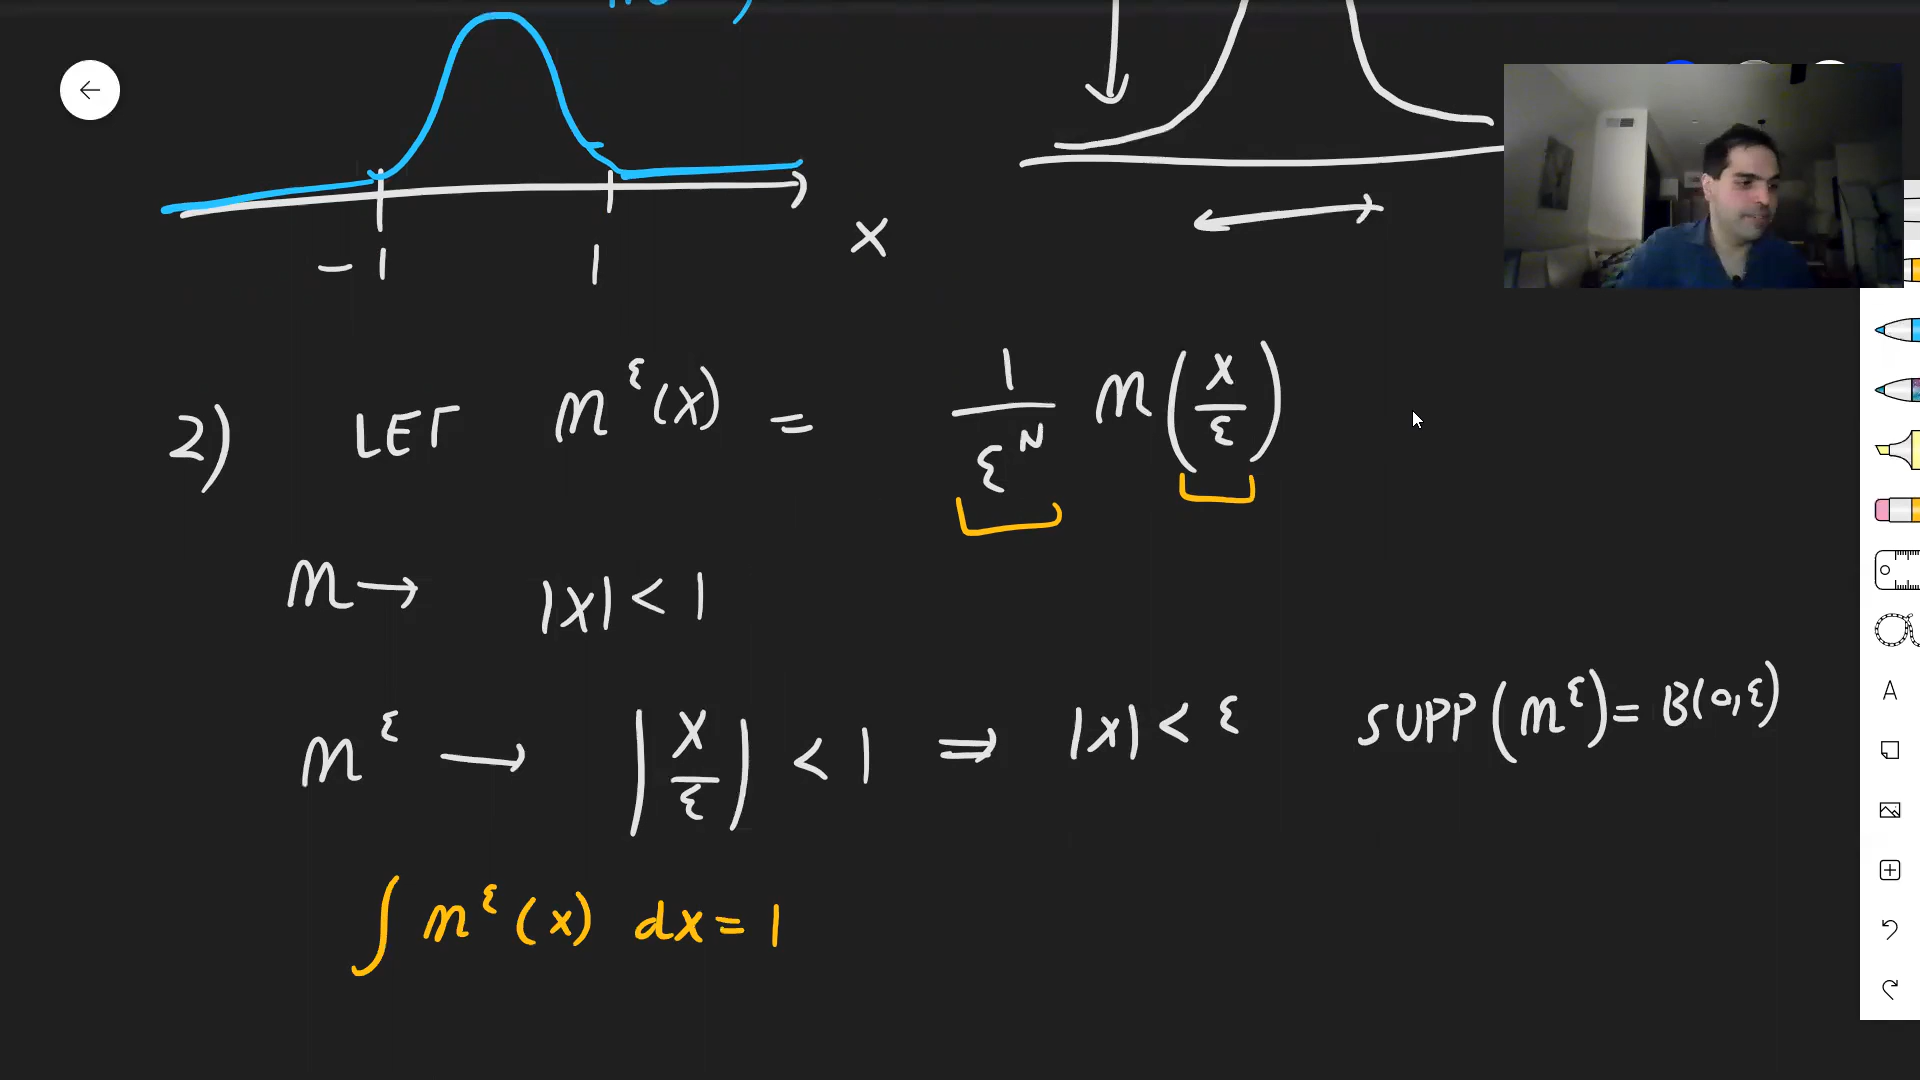 -1 1 x
2) LET m^ε(x) = 1/ε^N m(x/ε)
m → |x| < 1
m^ε → |x/ε| < 1 ⇒ |x| < ε SUPP(m^ε) = B(0,ε)
∫ m^ε(x) dx = 1
A